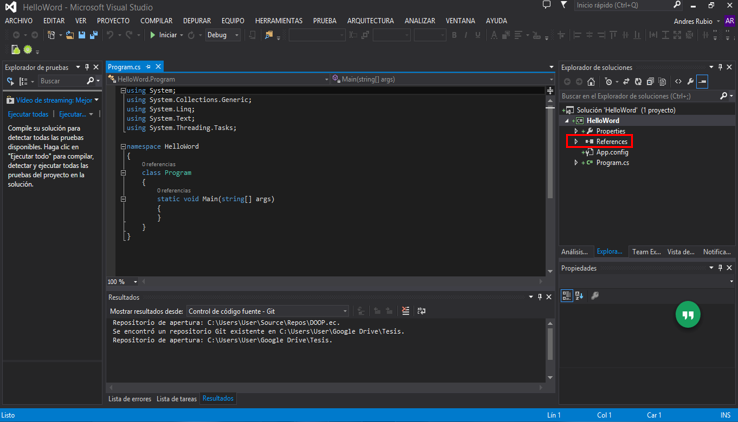 HelloWord - Microsoft Visual Studio
Inicio rápido (Ctrl+Q)
ARCHIVO EDITAR VER PROYECTO COMPILAR DEPURAR EQUIPO HERRAMIENTAS PRUEBA ARQUITECTURA ANALIZAR VENTANA AYUDA
Andres Rubio AR
Iniciar Debug
Explorador de pruebas
Buscar
Vídeo de streaming: Mejor
Ejecutar todas Ejecutar...
Compile su solución para
detectar todas las pruebas
disponibles. Haga clic en
"Ejecutar todo" para compilar,
detectar y ejecutar todas las
pruebas del proyecto en la
solución.
Program.cs
HelloWord.Program Main(string[] args)
using System;
using System.Collections.Generic;
using System.Linq;
using System.Text;
using System.Threading.Tasks;
namespace HelloWord
{
0 referencias
class Program
{
0 referencias
static void Main(string[] args)
{
}
}
}
100 %
Resultados
Mostrar resultados desde: Control de código fuente - Git
Repositorio de apertura: C:\Users\User\Source\Repos\DOOP.ec.
Se encontró un repositorio Git existente en C:\Users\User\Google Drive\Tesis.
Repositorio de apertura: C:\Users\User\Google Drive\Tesis.
Lista de errores Lista de tareas Resultados
Explorador de soluciones
Buscar en el Explorador de soluciones (Ctrl+;)
Solución 'HelloWord' (1 proyecto)
HelloWord
Properties
References
App.config
Program.cs
Análisis... Explora... Team Ex... Vista de... Notifica...
Propiedades
Listo Lín 1 Col 1 Car 1 INS